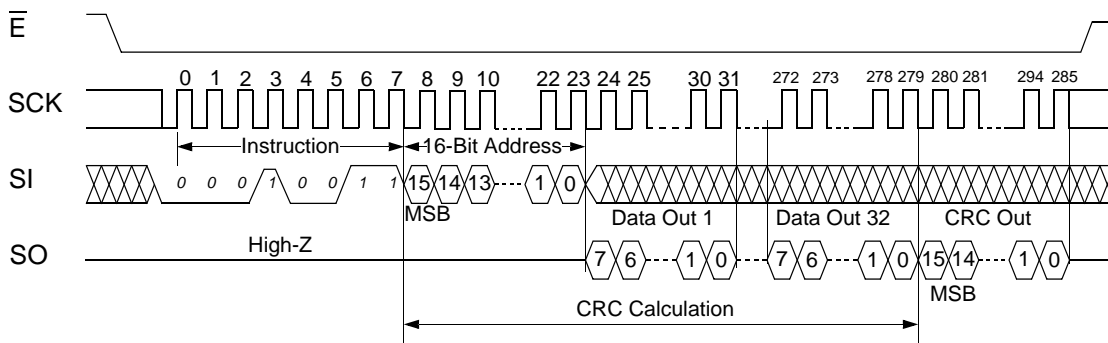 E
0 1 2 3 4 5 6 7 8 9 10 22 23 24 25 30 31 272 273 278 279 280 281 294 285
SCK
Instruction 16-Bit Address
SI 0 0 0 1 0 0 1 1 15 14 13 1 0
MSB Data Out 1 Data Out 32 CRC Out
High-Z
SO 7 6 1 0 7 6 1 0 15 14 1 0
MSB
CRC Calculation